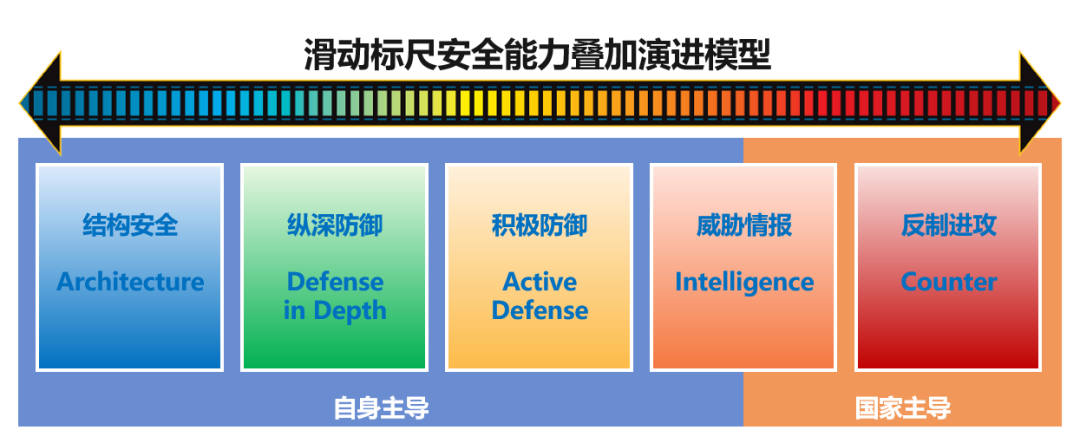 滑动标尺安全能力叠加演进模型
结构安全
Architecture
纵深防御
Defense
in Depth
积极防御
Active
Defense
威胁情报
Intelligence
反制进攻
Counter
自身主导
国家主导